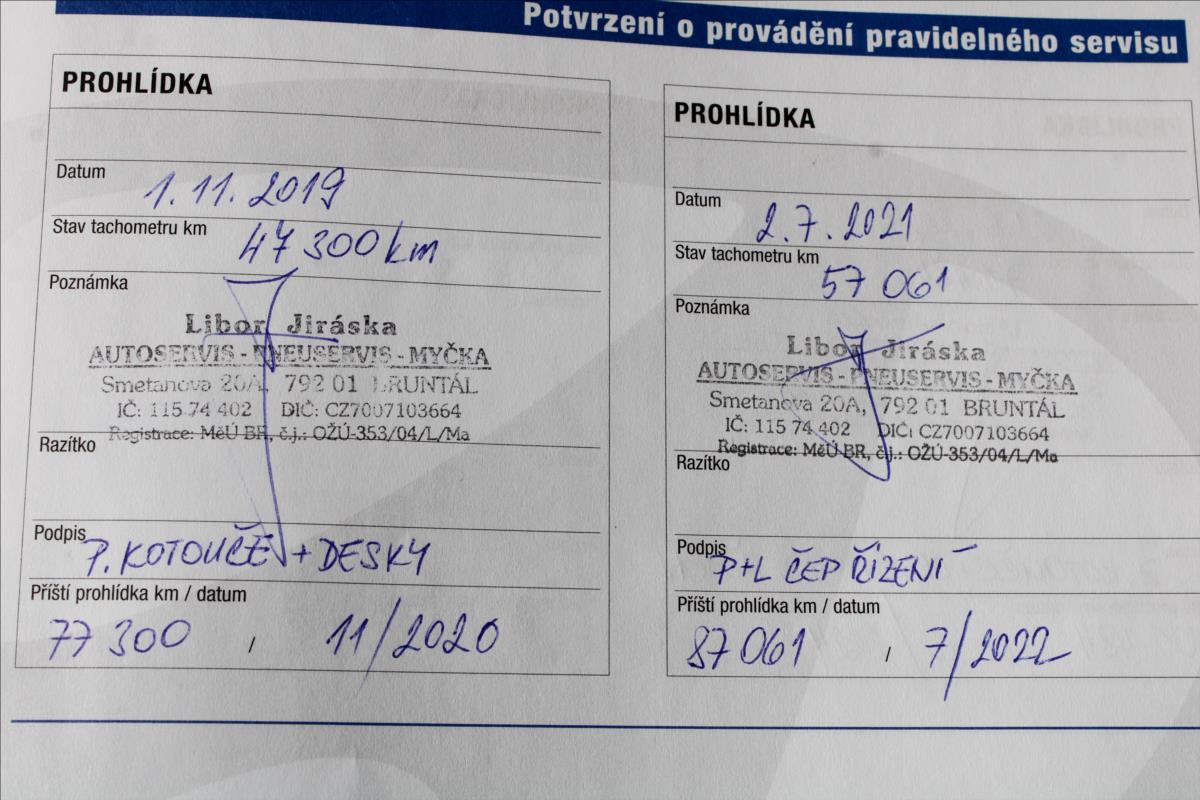 Potvrzení o provádění pravidelného servisu
PROHLÍDKA
Datum 1. 11. 2019
Stav tachometru km 47 300 km
Poznámka
Libor Jiráska
AUTOSERVIS - PNEUSERVIS - MYČKA
Smetanova 20A, 792 01 BRUNTÁL
IČ: 115 74 402 DIČ: CZ7007103664
Registrace: MěÚ BR, č.j.: OŽÚ-353/04/L/Ma
Razítko
Podpis P. KOTOUČE + DESKY
Příští prohlídka km / datum
77 300 / 11/2020
PROHLÍDKA
Datum 2. 7. 2021
Stav tachometru km 57 061
Poznámka
Libor Jiráska
AUTOSERVIS - PNEUSERVIS - MYČKA
Smetanova 20A, 792 01 BRUNTÁL
IČ: 115 74 402 DIČ: CZ7007103664
Registrace: MěÚ BR, č.j.: OŽÚ-353/04/L/Ma
Razítko
Podpis P+L ČEP ŘÍZENÍ
Příští prohlídka km / datum
87 061 / 7/2022